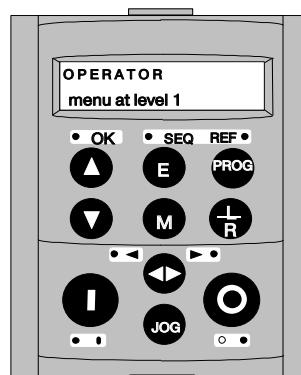 OPERATOR
menu at level 1
OK SEQ REF
E PROG
M L/R
I O
JOG